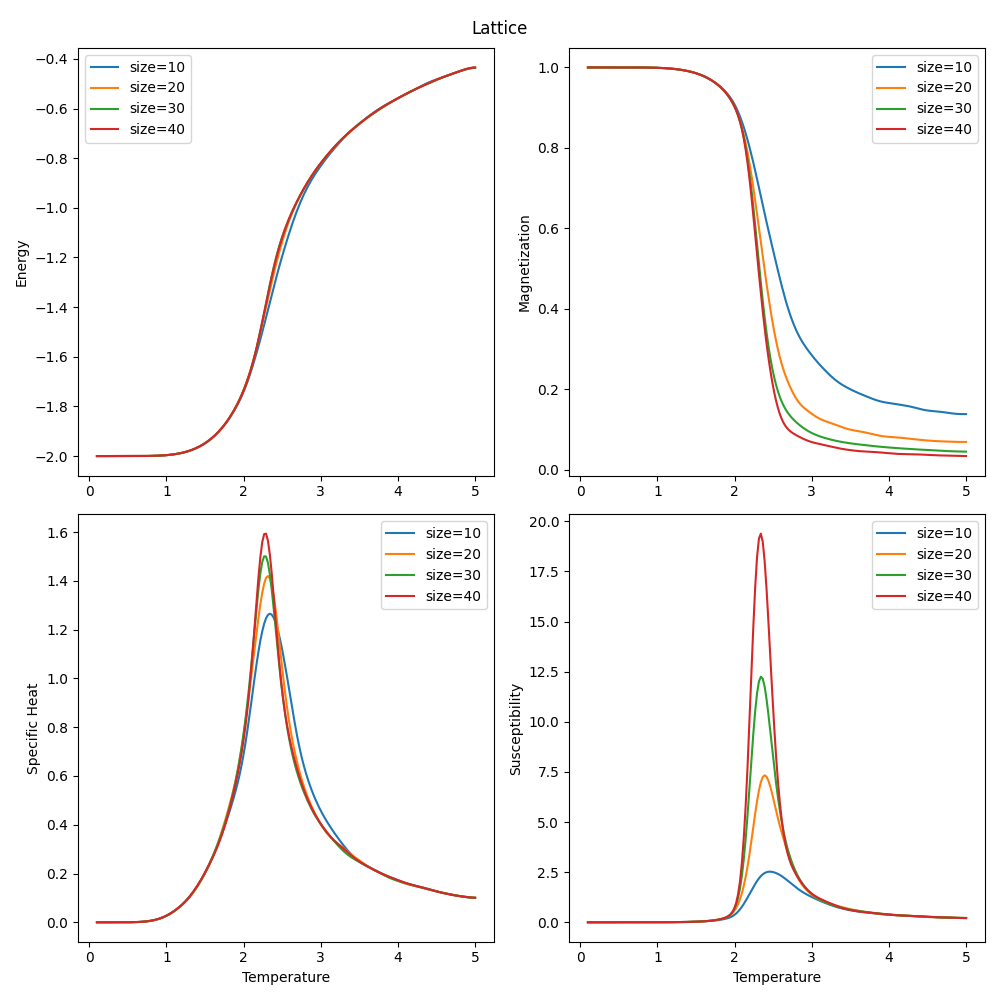 Lattice
Energy
−0.4
−0.6
−0.8
−1.0
−1.2
−1.4
−1.6
−1.8
−2.0
0 1 2 3 4 5
size=10
size=20
size=30
size=40
Magnetization
1.0
0.8
0.6
0.4
0.2
0.0
0 1 2 3 4 5
size=10
size=20
size=30
size=40
Specific Heat
1.6
1.4
1.2
1.0
0.8
0.6
0.4
0.2
0.0
0 1 2 3 4 5
Temperature
size=10
size=20
size=30
size=40
Susceptibility
20.0
17.5
15.0
12.5
10.0
7.5
5.0
2.5
0.0
0 1 2 3 4 5
Temperature
size=10
size=20
size=30
size=40